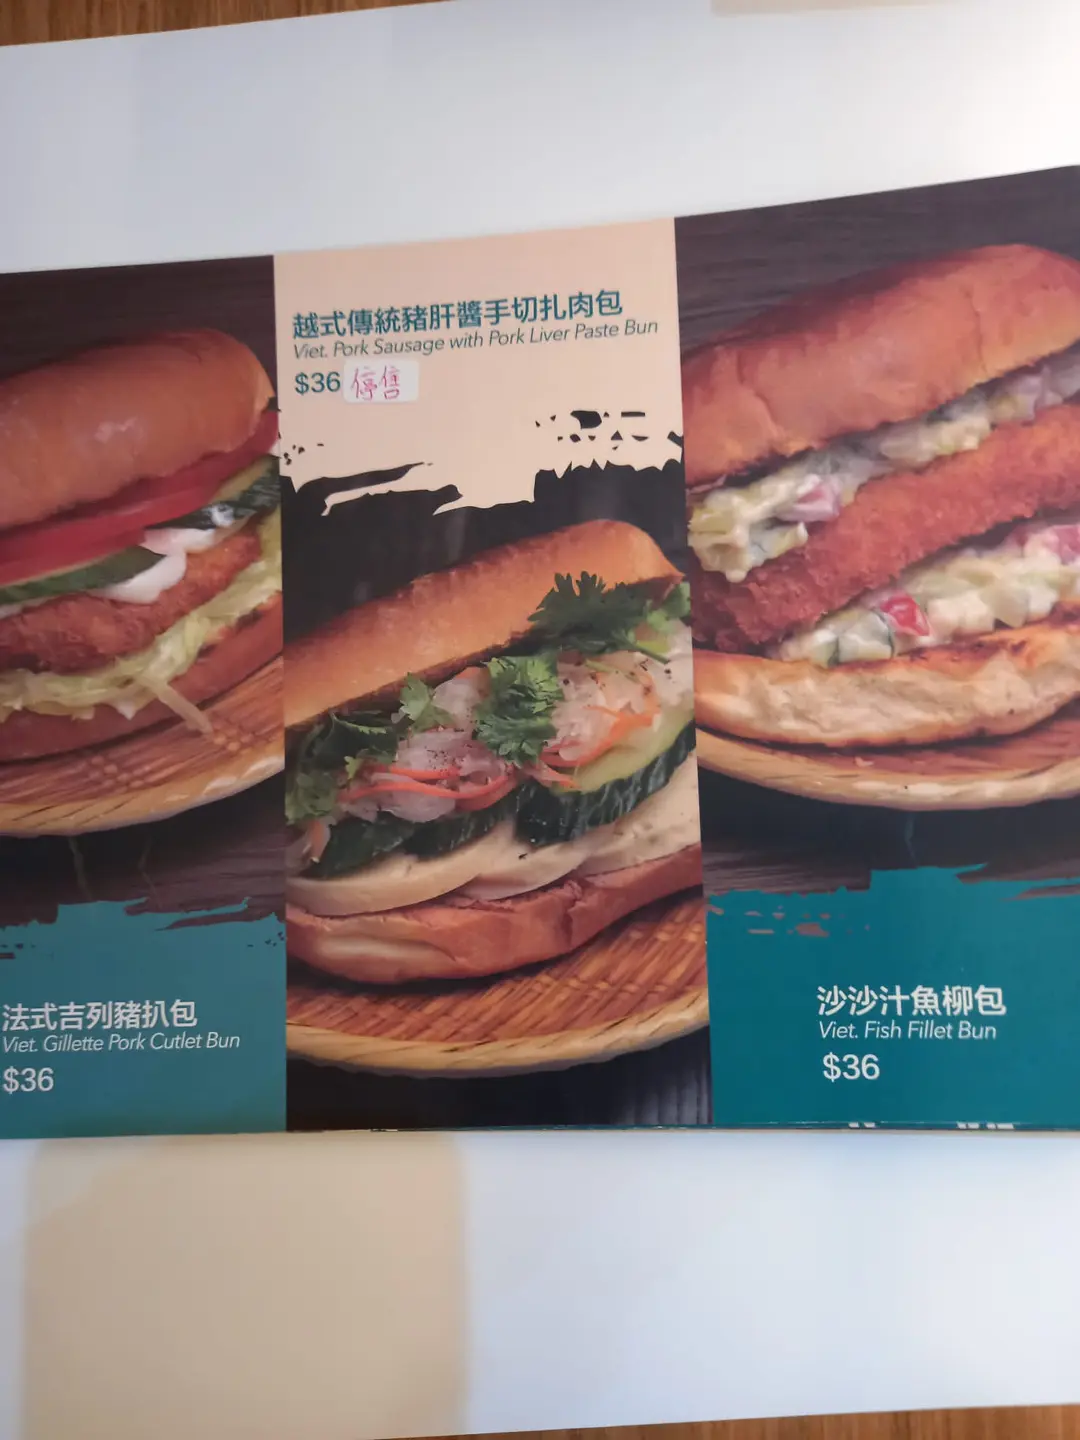 越式傳統豬肝醬手切扎肉包
Viet. Pork Sausage with Pork Liver Paste Bun
$36 停售
法式吉列豬扒包
Viet. Gillette Pork Cutlet Bun
$36
沙沙汁魚柳包
Viet. Fish Fillet Bun
$36